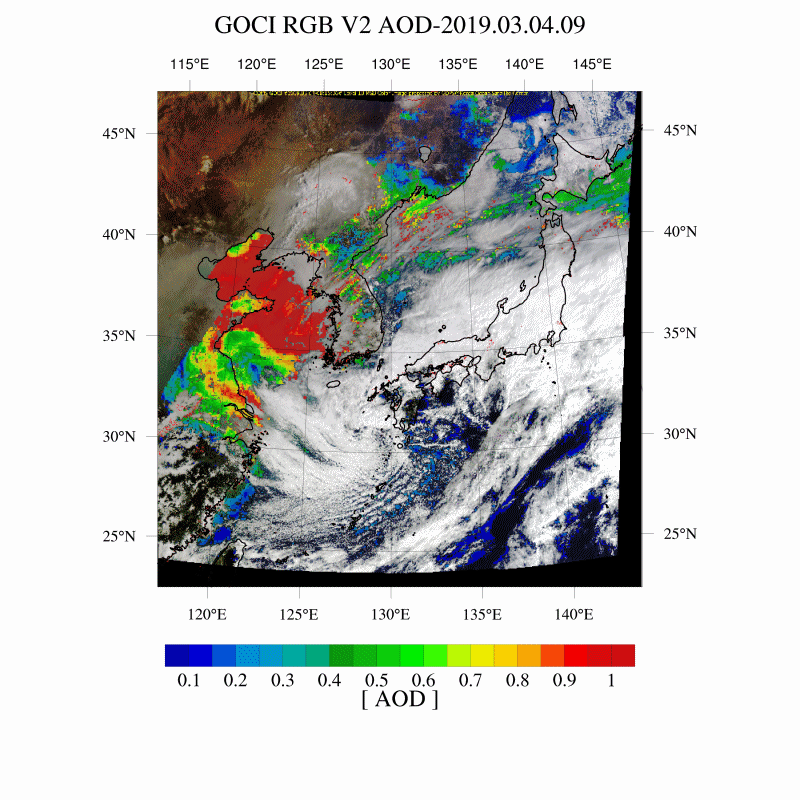 GOCI RGB V2 AOD-2019.03.04.09
115°E 120°E 125°E 130°E 135°E 140°E 145°E
45°N 45°N
40°N 40°N
35°N 35°N
30°N 30°N
25°N 25°N
120°E 125°E 130°E 135°E 140°E
0.1 0.2 0.3 0.4 0.5 0.6 0.7 0.8 0.9 1
[ AOD ]